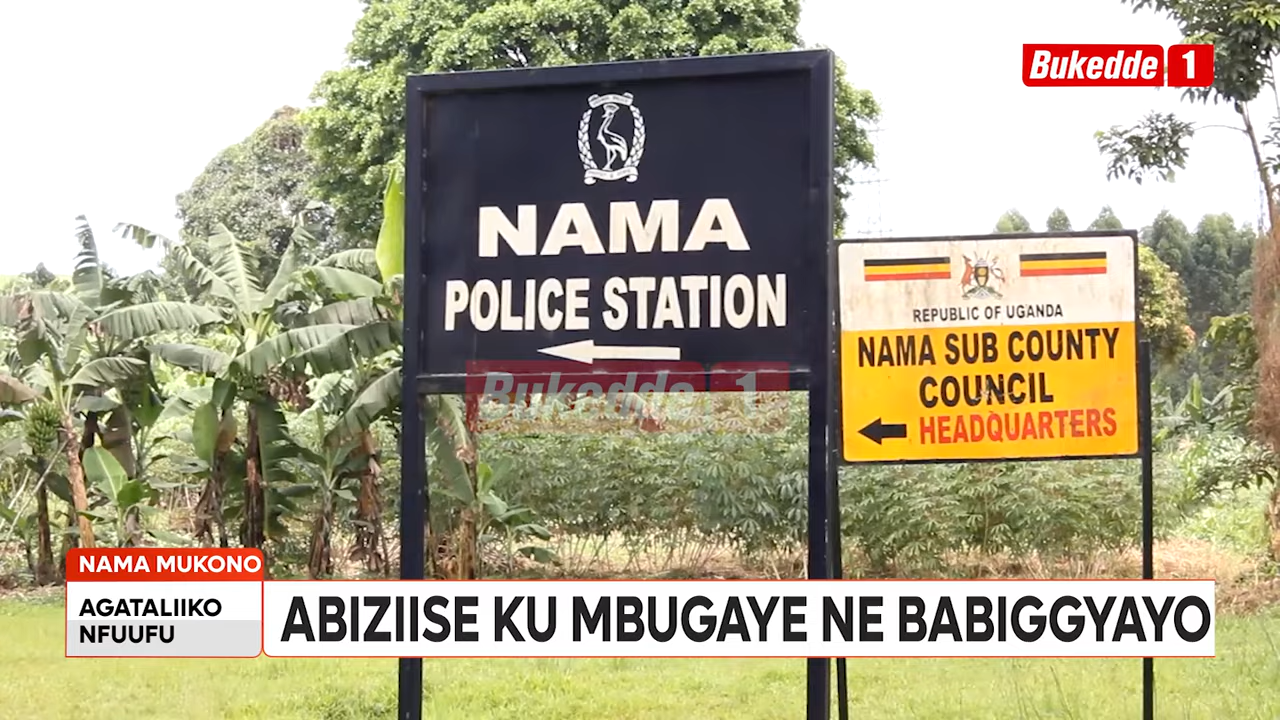 Bukedde 1
NAMA
POLICE STATION
REPUBLIC OF UGANDA
NAMA SUB COUNTY
COUNCIL
HEADQUARTERS
Bukedde 1
NAMA MUKONO
AGATALIIKO
NFUUFU
ABIZIISE KU MBUGAYE NE BABIGGYAYO